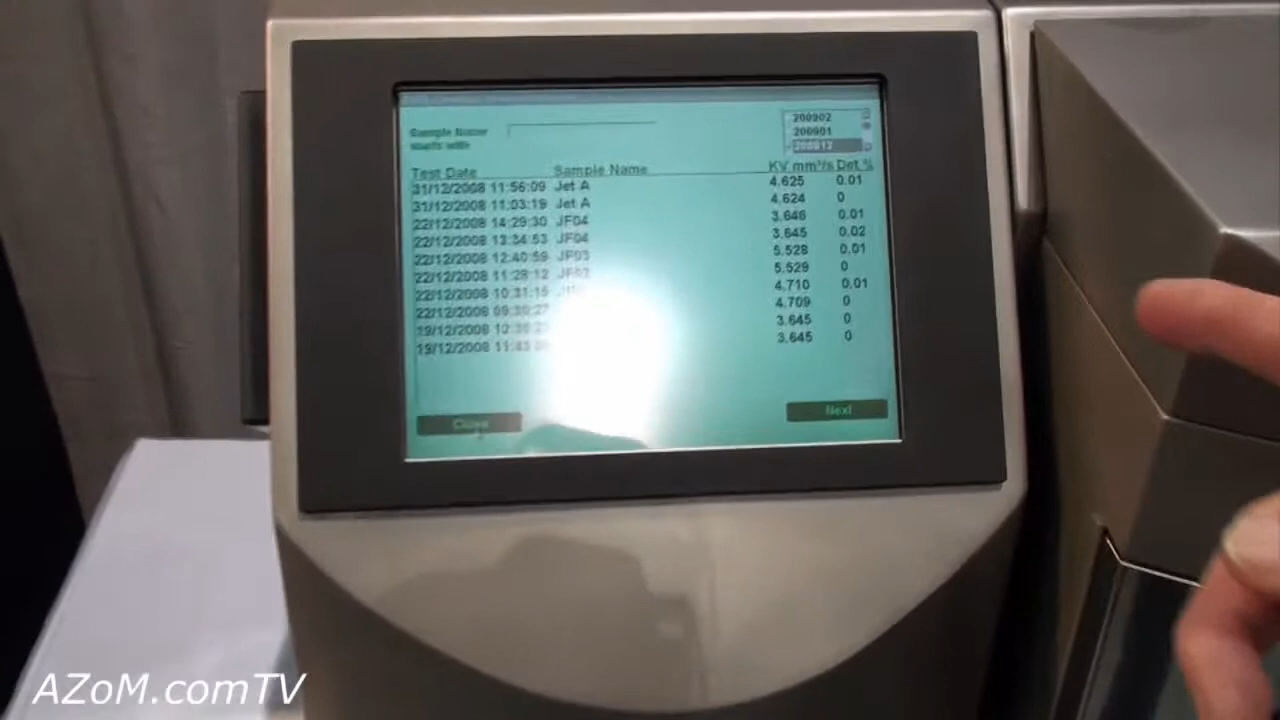 200902
Sample Name
200901
starts with
200812
Test Date Sample Name KV mm²/s Det %
31/12/2008 11:56:09 Jet A 4.625 0.01
31/12/2008 11:03:19 Jet A 4.624 0
22/12/2008 14:29:30 JF04 3.646 0.01
22/12/2008 13:34:53 JF04 3.645 0.02
22/12/2008 12:40:59 JF03 5.528 0.01
22/12/2008 11:28:12 5.529 0
22/12/2008 10:31:15 4.710 0.01
22/12/2008 4.709 0
19/12/2008 3.645 0
19/12/2008 3.645 0
Close Next
AZoM.comTV